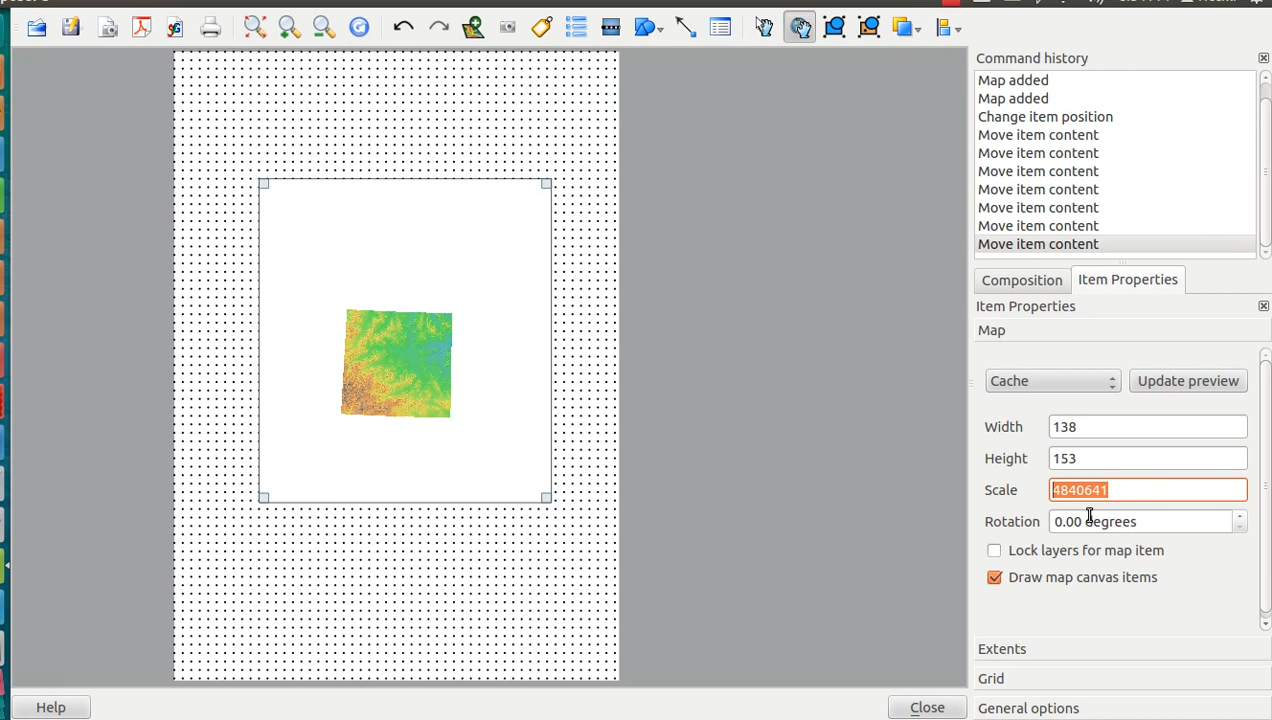 Command history
Map added
Map added
Change item position
Move item content
Move item content
Move item content
Move item content
Move item content
Move item content
Move item content
Composition
Item Properties
Item Properties
Map
Cache
Update preview
Width 138
Height 153
Scale 4840641
Rotation 0.00 degrees
Lock layers for map item
Draw map canvas items
Extents
Grid
General options
Help
Close